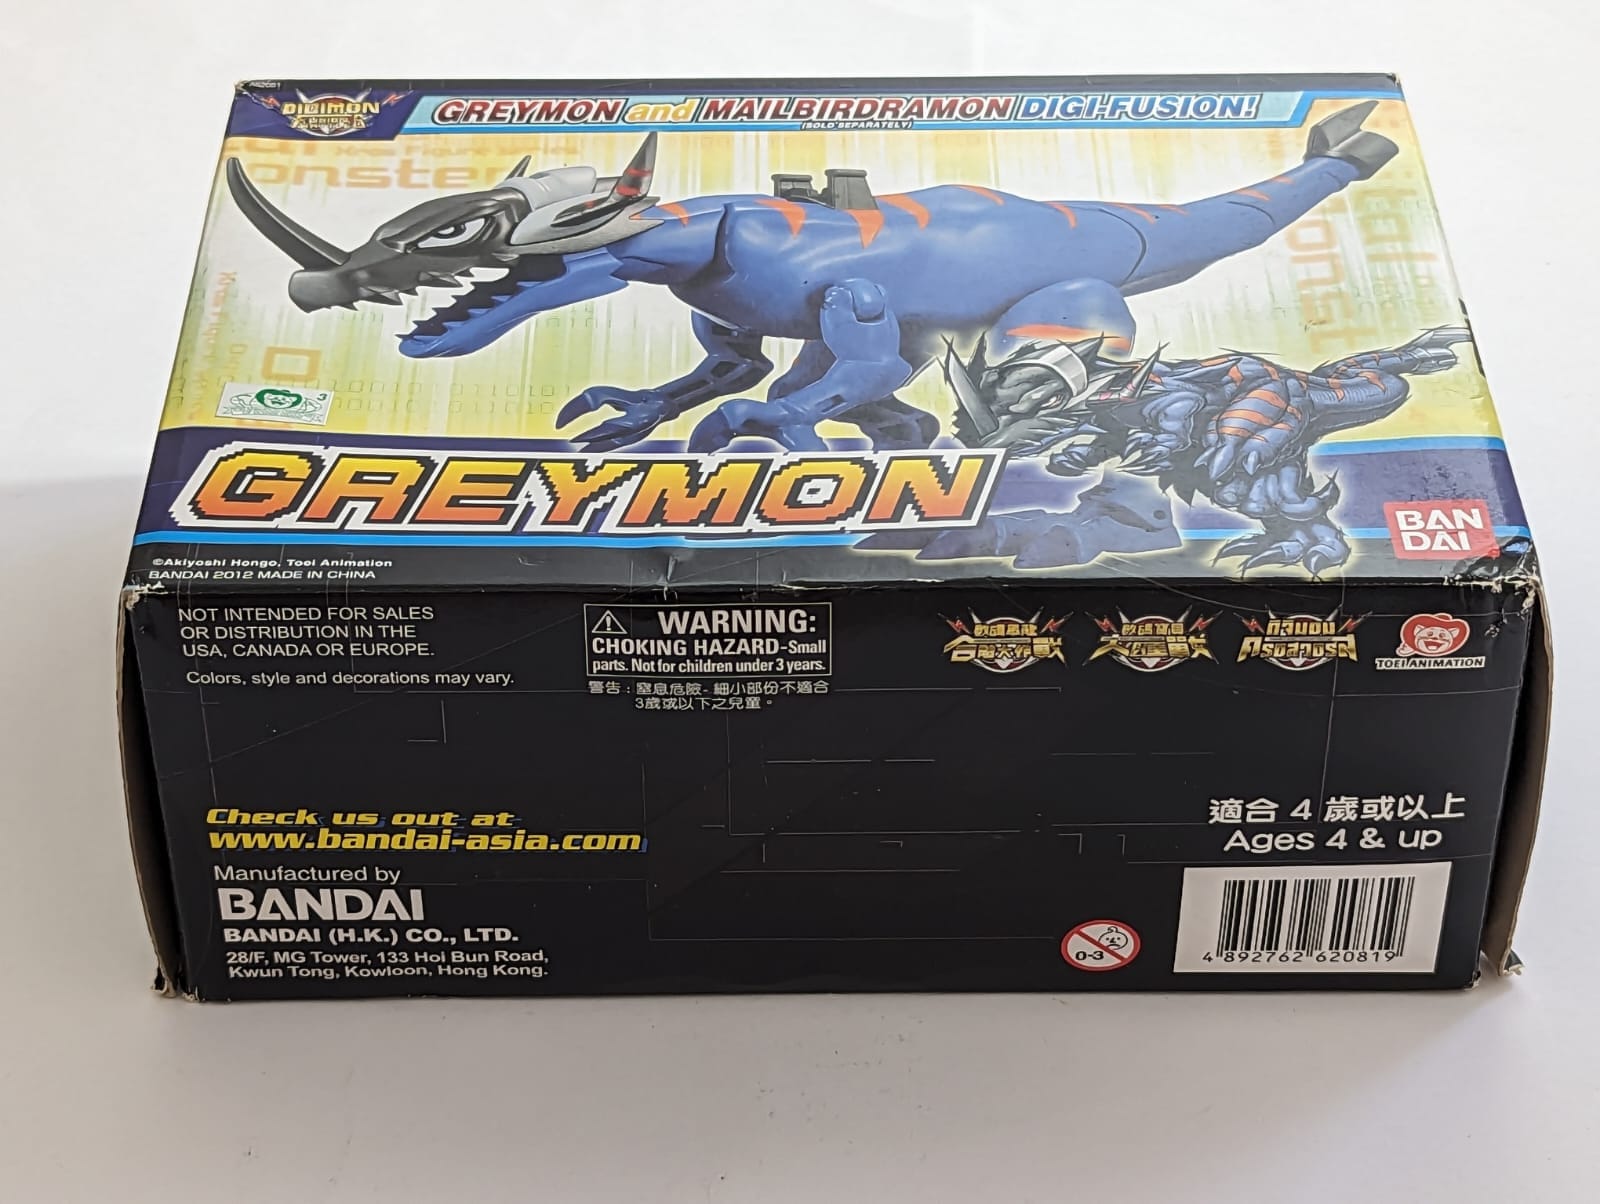 DIGIMON
GREYMON and MAILBIRDRAMON DIGI-FUSION!
(SOLD SEPARATELY)
onster
GREYMON
BAN
DAI
©Akiyoshi Hongo, Toei Animation
BANDAI 2012 MADE IN CHINA
NOT INTENDED FOR SALES
OR DISTRIBUTION IN THE
USA, CANADA OR EUROPE.
Colors, style and decorations may vary.
WARNING:
CHOKING HAZARD-Small
parts. Not for children under 3 years.
警告：窒息危險- 細小部份不適合
3歲或以下之兒童。
TOEI ANIMATION
Check us out at
www.bandai-asia.com
Manufactured by
BANDAI
BANDAI (H.K.) CO., LTD.
28/F, MG Tower, 133 Hoi Bun Road,
Kwun Tong, Kowloon, Hong Kong.
適合 4 歲或以上
Ages 4 & up
0-3
4 892762 620819